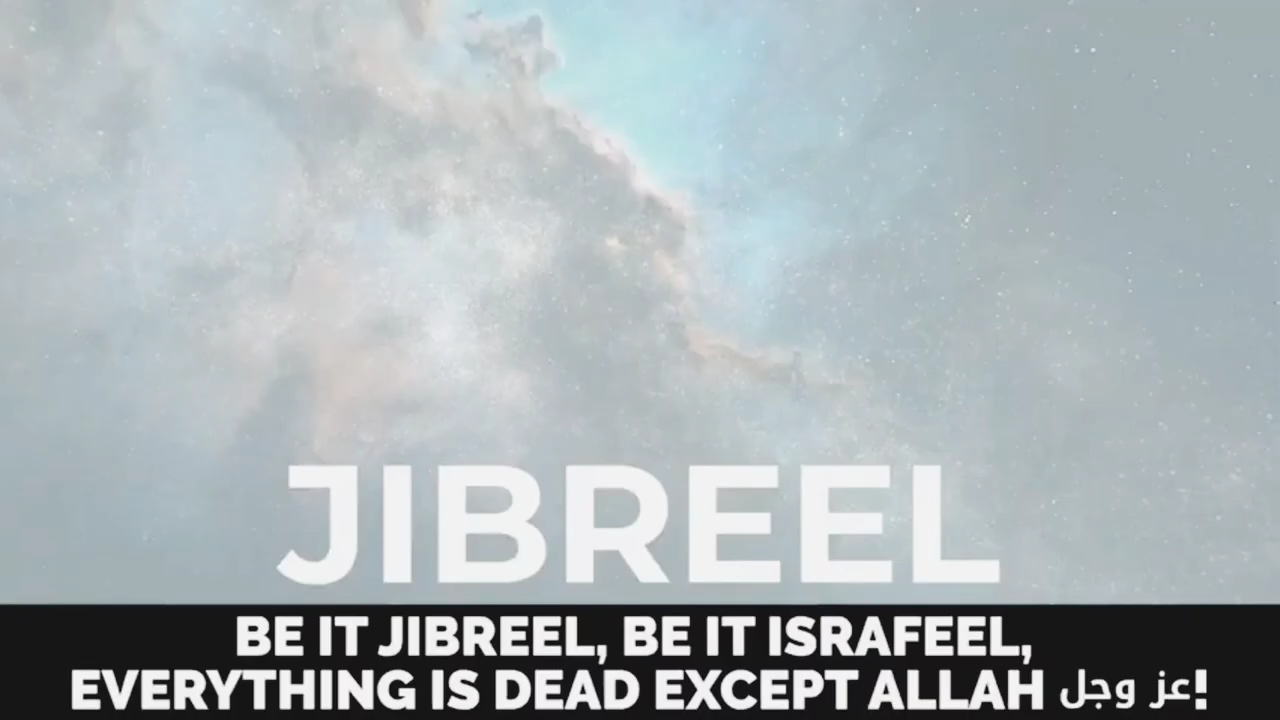 JIBREEL
BE IT JIBREEL, BE IT ISRAFEEL,
EVERYTHING IS DEAD EXCEPT ALLAH عز وجل!